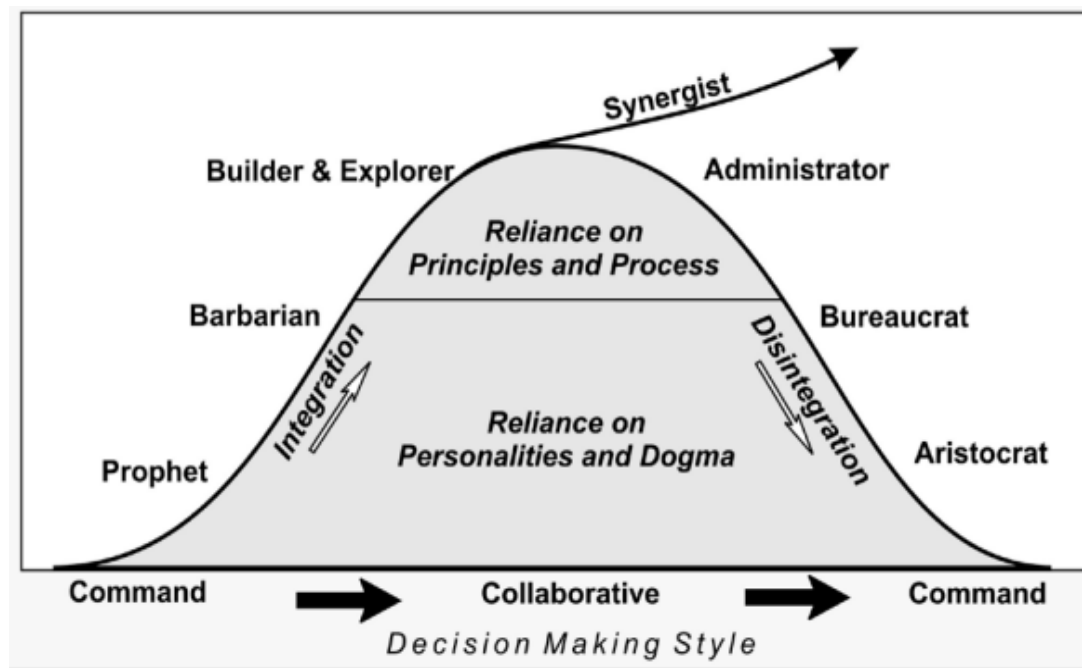 Synergist
Builder & Explorer
Administrator
Reliance on
Principles and Process
Barbarian
Bureaucrat
Integration
Disintegration
Reliance on
Personalities and Dogma
Prophet
Aristocrat
Command
Collaborative
Command
Decision Making Style